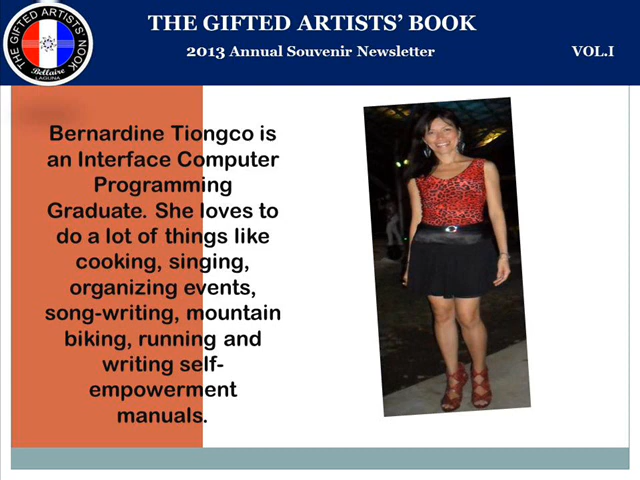 THE GIFTED ARTISTS' BOOK
2013 Annual Souvenir Newsletter VOL.I
THE GIFTED ARTISTS' NOOK
Bellaire
LAGUNA
Bernardine Tiongco is
an Interface Computer
Programming
Graduate. She loves to
do a lot of things like
cooking, singing,
organizing events,
song-writing, mountain
biking, running and
writing self-
empowerment
manuals.